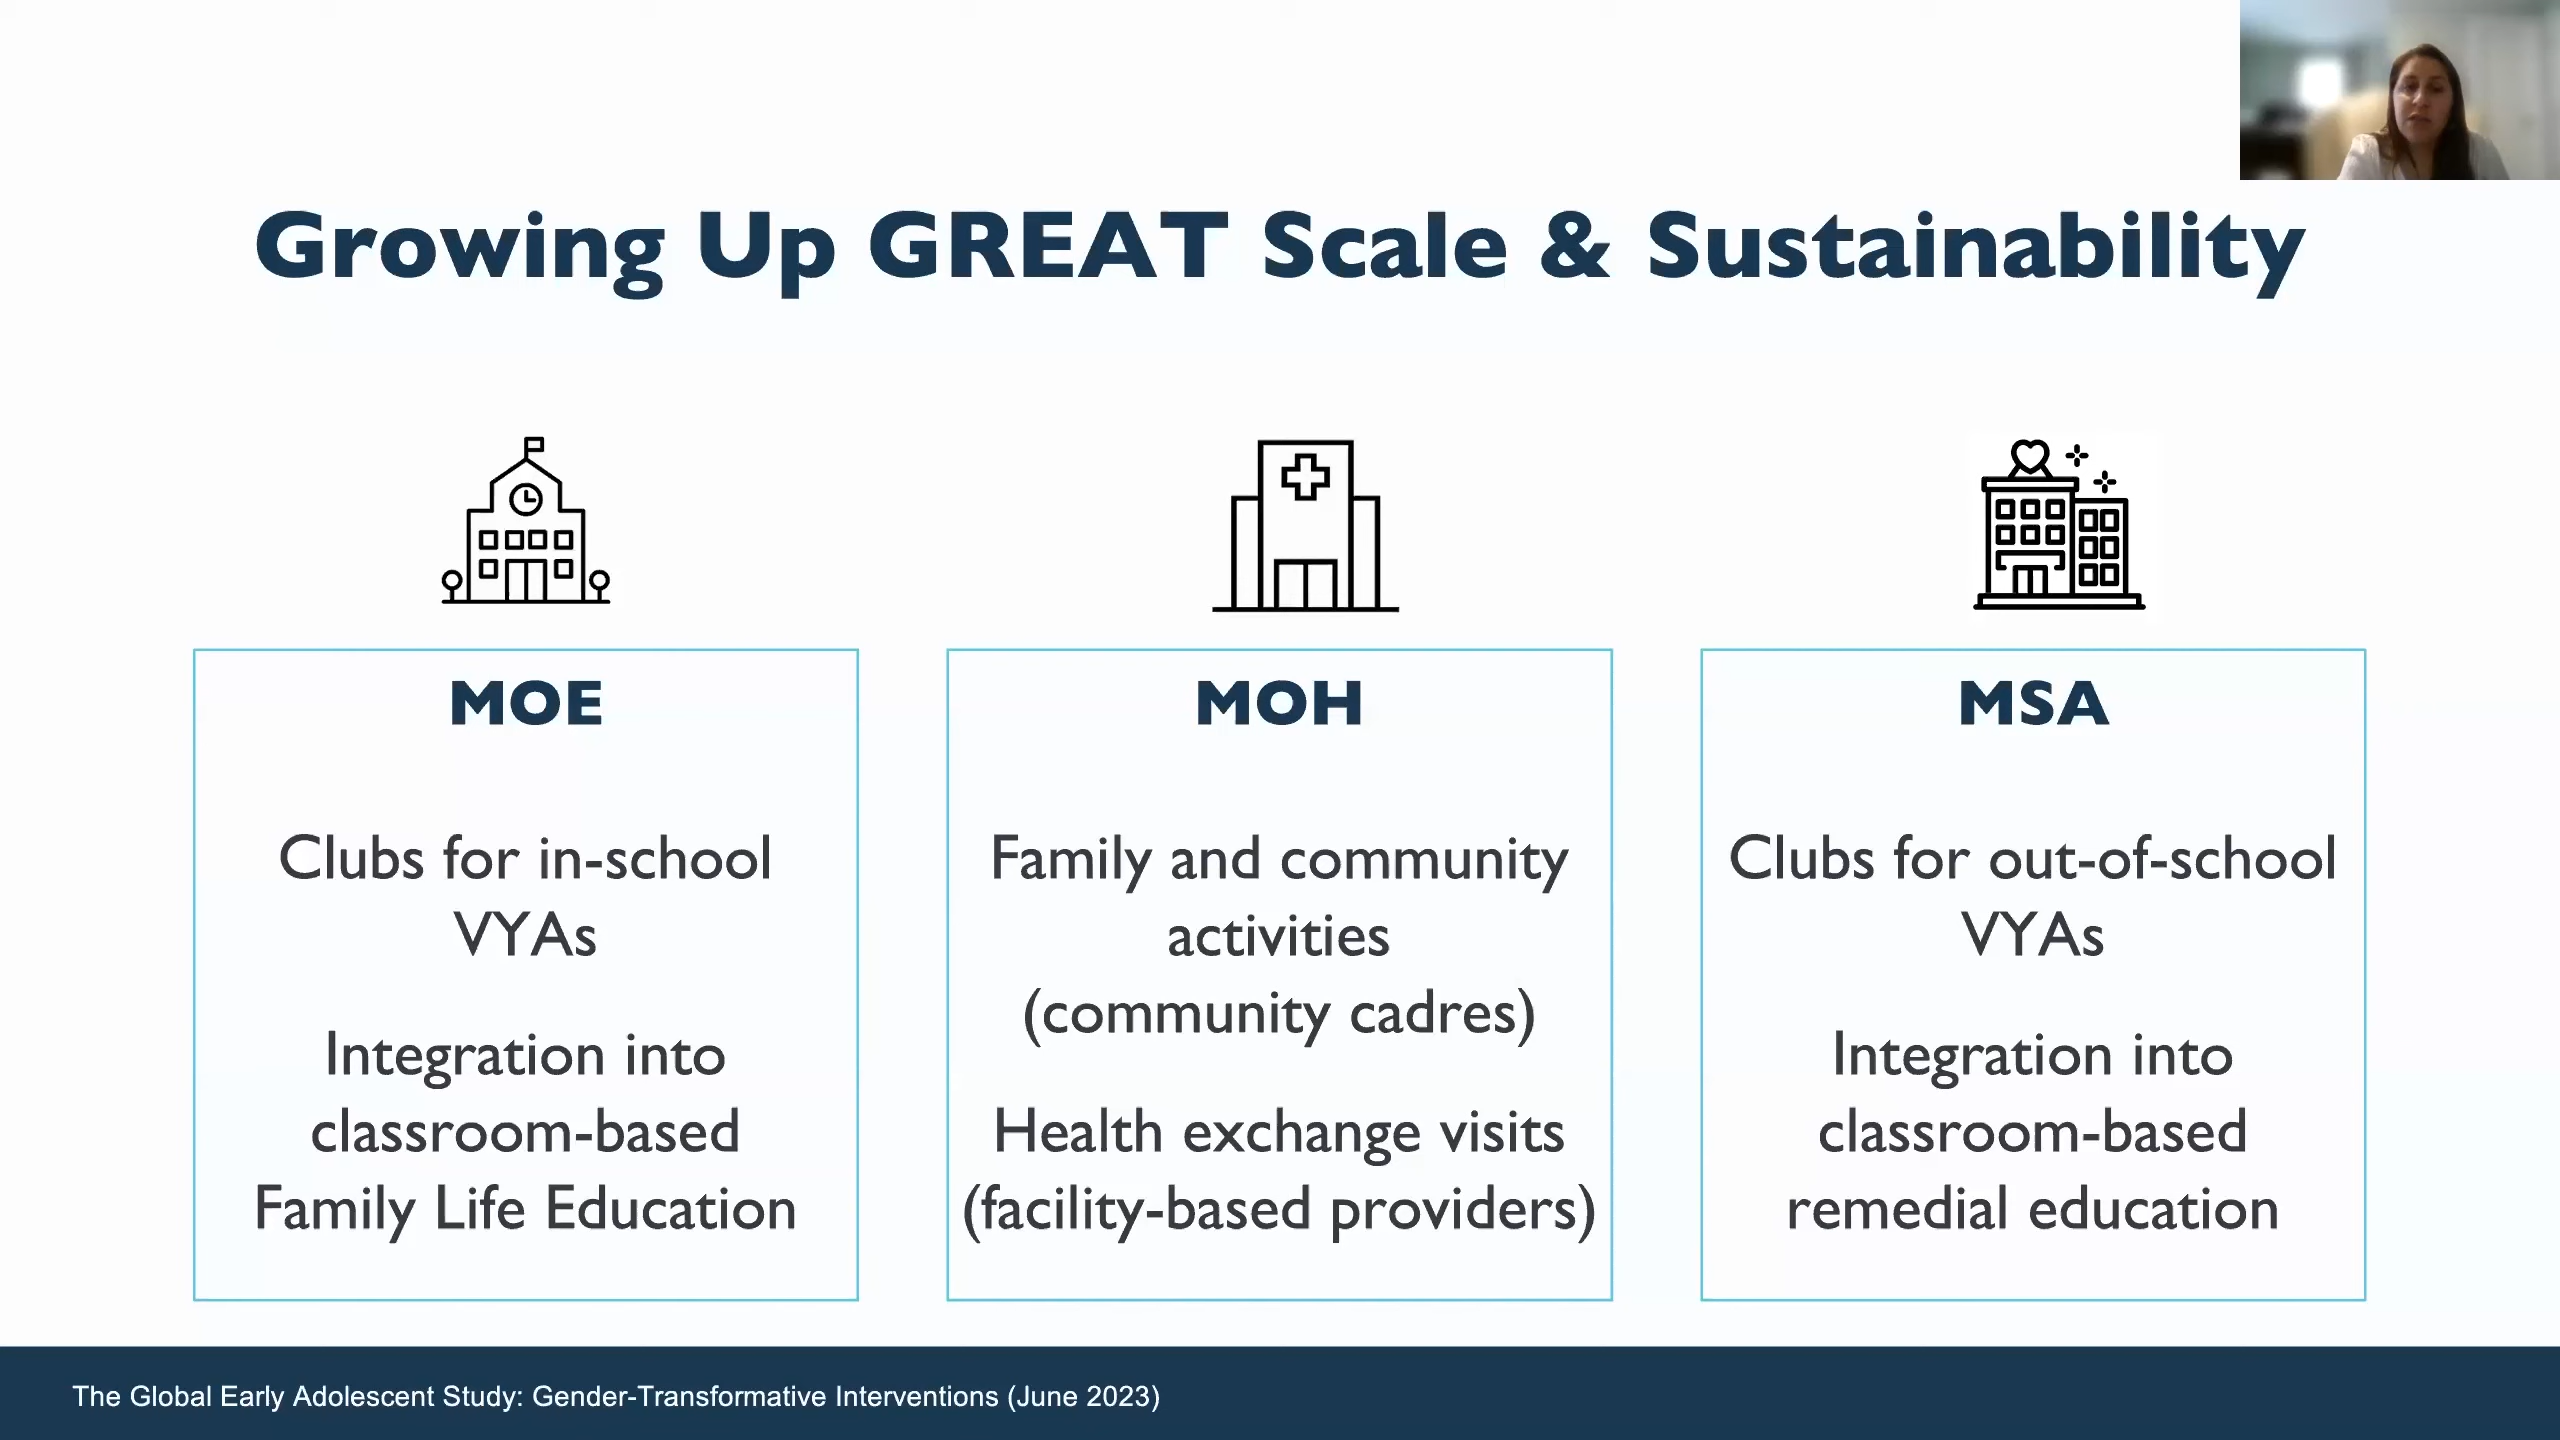 Growing Up GREAT Scale & Sustainability
MOE
Clubs for in-school
VYAs
Integration into
classroom-based
Family Life Education
MOH
Family and community
activities
(community cadres)
Health exchange visits
(facility-based providers)
MSA
Clubs for out-of-school
VYAs
Integration into
classroom-based
remedial education
The Global Early Adolescent Study: Gender-Transformative Interventions (June 2023)